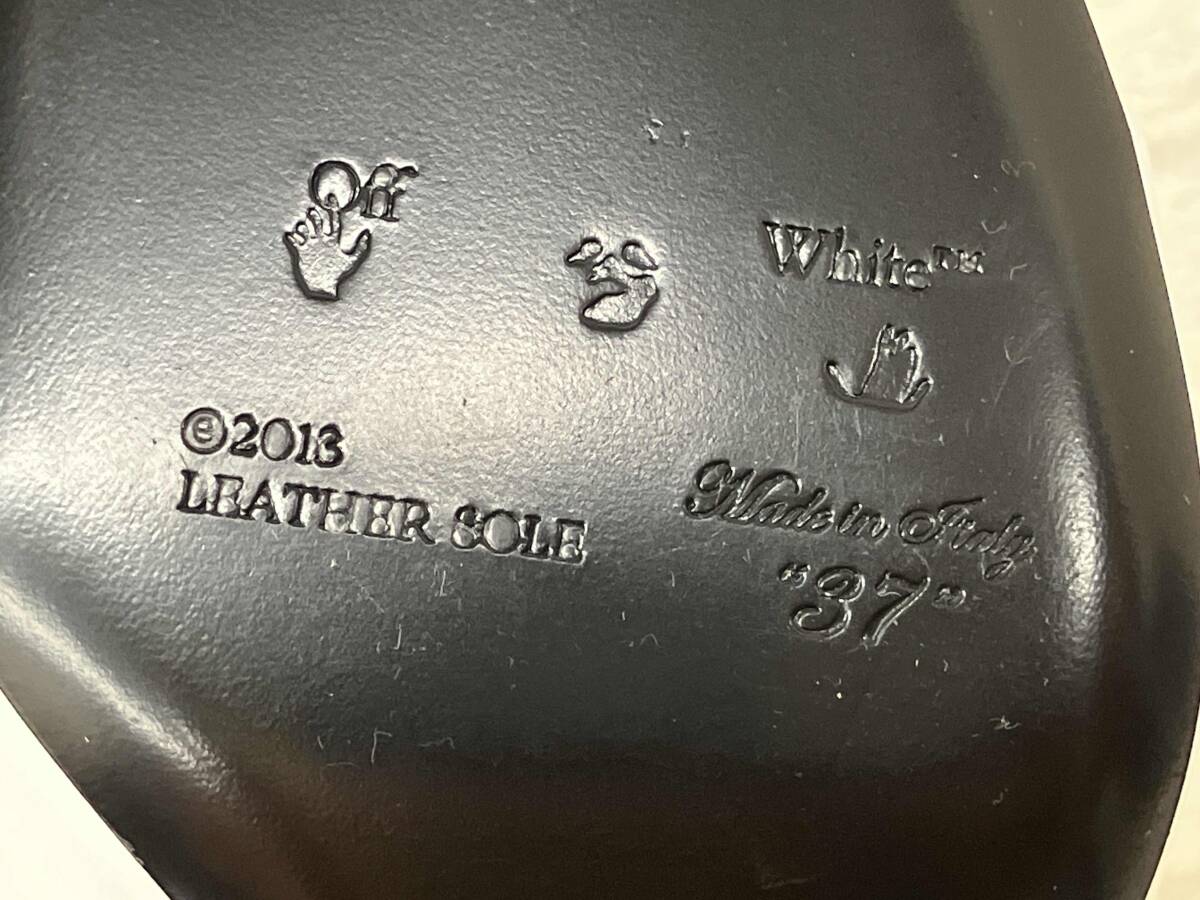 Off
White™
©2013
LEATHER SOLE
Made in Italy
"37"